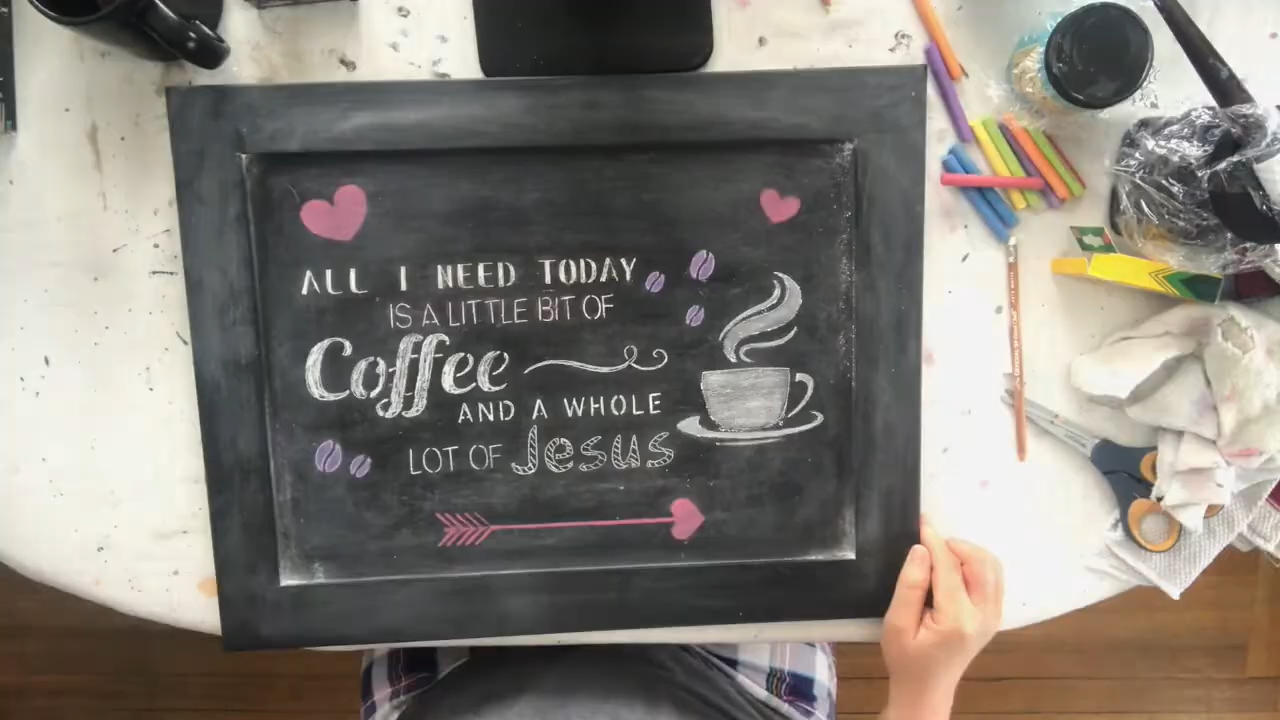 ALL I NEED TODAY
IS A LITTLE BIT OF
Coffee
AND A WHOLE
LOT OF Jesus